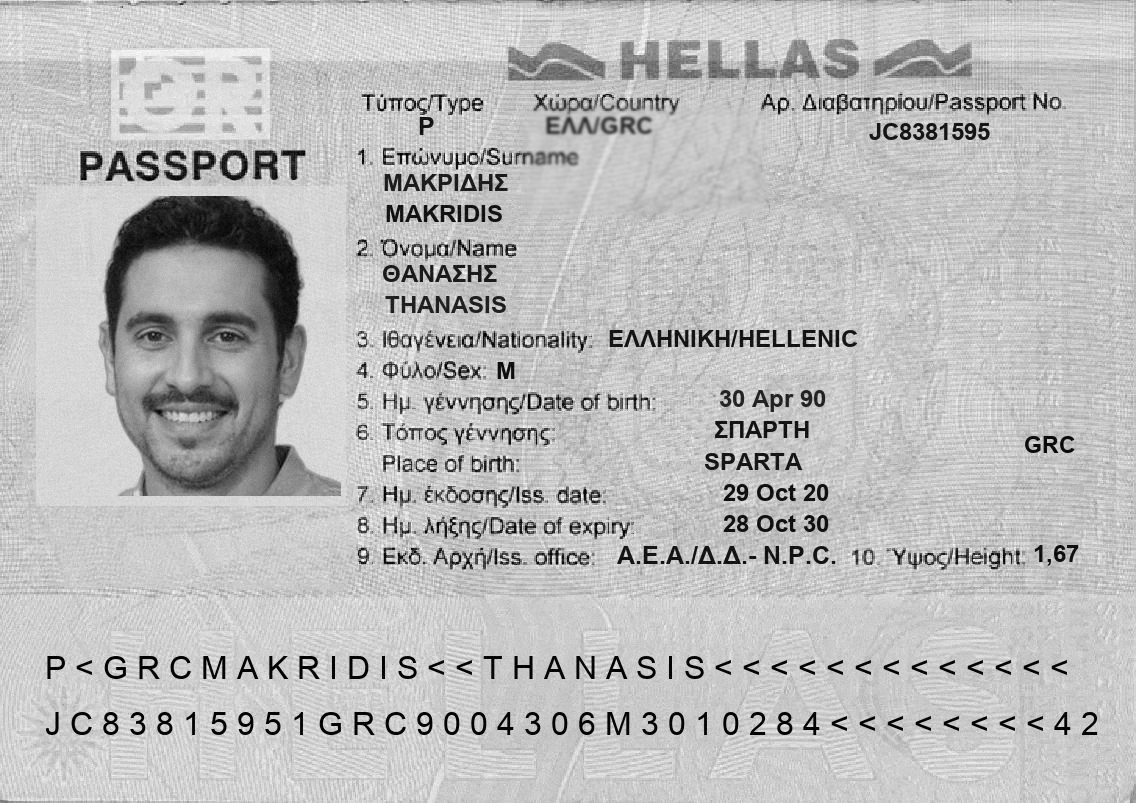 GR
HELLAS
Τύπος/Type Χώρα/Country Αρ. Διαβατηρίου/Passport No.
P ΕΛΛ/GRC JC8381595
PASSPORT
1. Επώνυμο/Surname
ΜΑΚΡΙΔΗΣ
MAKRIDIS
2. Όνομα/Name
ΘΑΝΑΣΗΣ
THANASIS
3. Ιθαγένεια/Nationality: ΕΛΛΗΝΙΚΗ/HELLENIC
4. Φύλο/Sex: M
5. Ημ. γέννησης/Date of birth: 30 Apr 90
6. Τόπος γέννησης: ΣΠΑΡΤΗ
Place of birth: SPARTA GRC
7. Ημ. έκδοσης/Iss. date: 29 Oct 20
8. Ημ. λήξης/Date of expiry: 28 Oct 30
9 Εκδ. Αρχή/Iss. office: Α.Ε.Α./Δ.Δ.- N.P.C. 10. Ύψος/Height: 1,67
HELLAS
P<GRCMAKRIDIS<<THANASIS<<<<<<<<<<<<<
JC83815951GRC9004306M3010284<<<<<<<<42